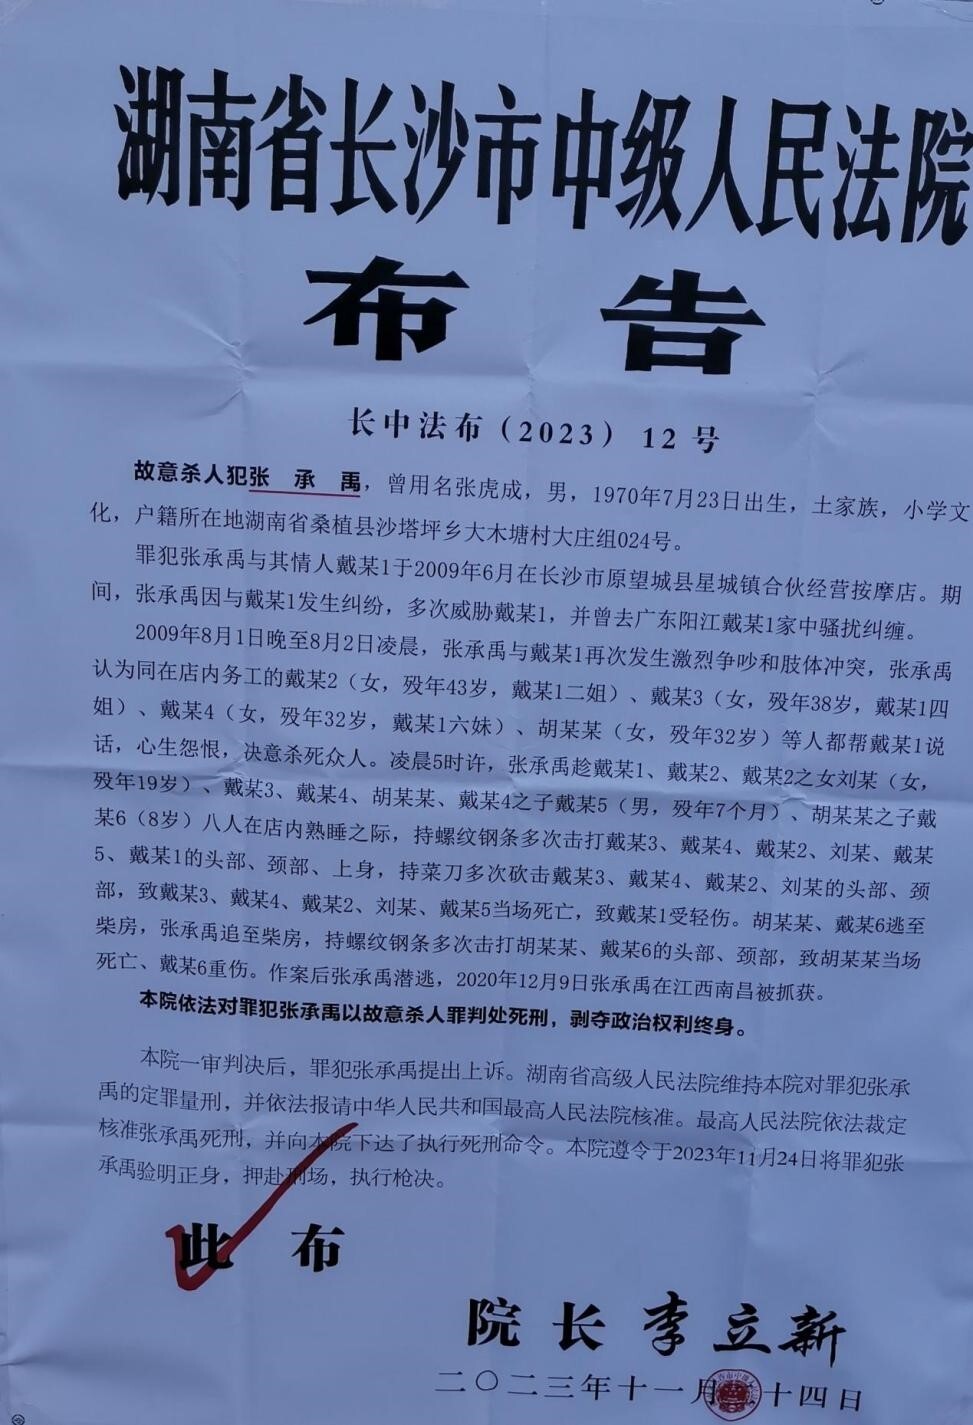 湖南省长沙市中级人民法院
布 告
长中法布（2023） 12 号
故意杀人犯张 承 禹，曾用名张虎成，男，1970年7月23日出生，土家族，小学文
化，户籍所在地湖南省桑植县沙塔坪乡大木塘村大庄组024号。
罪犯张承禹与其情人戴某1于2009年6月在长沙市原望城县星城镇合伙经营按摩店。期
间，张承禹因与戴某1发生纠纷，多次威胁戴某1，并曾去广东阳江戴某1家中骚扰纠缠。
2009年8月1日晚至8月2日凌晨，张承禹与戴某1再次发生激烈争吵和肢体冲突，张承禹
认为同在店内务工的戴某2（女，殁年43岁，戴某1二姐）、戴某3（女，殁年38岁，戴某1四
姐）、戴某4（女，殁年32岁，戴某1六妹）、胡某某（女，殁年32岁）等人都帮戴某1说
话，心生怨恨，决意杀死众人。凌晨5时许，张承禹趁戴某1、戴某2、戴某2之女刘某（女，
殁年19岁）、戴某3、戴某4、胡某某、戴某4之子戴某5（男，殁年7个月）、胡某某之子戴
某6（8岁）八人在店内熟睡之际，持螺纹钢条多次击打戴某3、戴某4、戴某2、刘某、戴某
5、戴某1的头部、颈部、上身，持菜刀多次砍击戴某3、戴某4、戴某2、刘某的头部、颈
部，致戴某3、戴某4、戴某2、刘某、戴某5当场死亡，致戴某1受轻伤。胡某某、戴某6逃至
柴房，张承禹追至柴房，持螺纹钢条多次击打胡某某、戴某6的头部、颈部，致胡某某当场
死亡、戴某6重伤。作案后张承禹潜逃，2020年12月9日张承禹在江西南昌被抓获。
本院依法对罪犯张承禹以故意杀人罪判处死刑，剥夺政治权利终身。
本院一审判决后，罪犯张承禹提出上诉。湖南省高级人民法院维持本院对罪犯张承
禹的定罪量刑，并依法报请中华人民共和国最高人民法院核准。最高人民法院依法裁定
核准张承禹死刑，并向本院下达了执行死刑命令。本院遵令于2023年11月24日将罪犯张
承禹验明正身，押赴刑场，执行枪决。
此 布
院 长 李立新
二〇二三年十一月 十四日